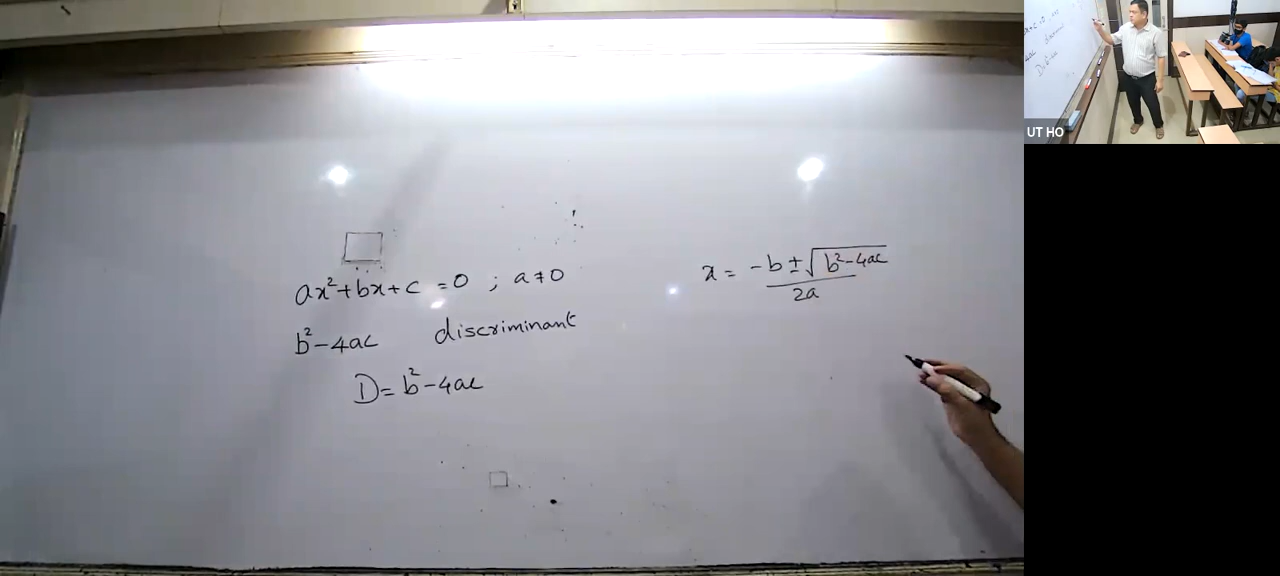 ax²+bx+c =0 ; a≠0
b²-4ac discriminant
D=b²-4ac
x = -b±√(b²-4ac) / 2a
UT HO